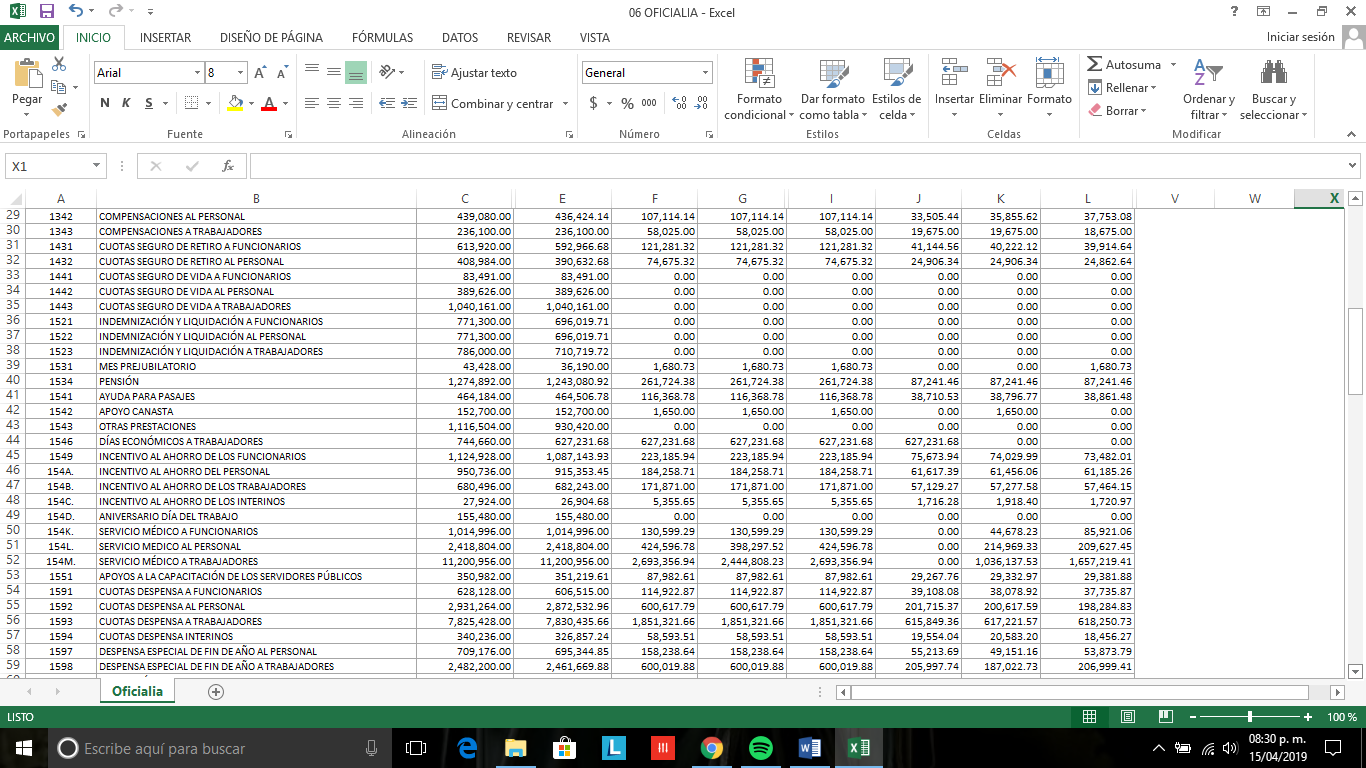 06 OFICIALIA - Excel
ARCHIVO INICIO INSERTAR DISEÑO DE PÁGINA FÓRMULAS DATOS REVISAR VISTA Iniciar sesión
Pegar
Arial 8
N K S
Ajustar texto
Combinar y centrar
General
$ % 000
Formato condicional
Dar formato como tabla
Estilos de celda
Insertar Eliminar Formato
Autosuma
Rellenar
Borrar
Ordenar y filtrar
Buscar y seleccionar
Portapapeles Fuente Alineación Número Estilos Celdas Modificar
X1 fx
A B C E F G I J K L V W X
29 1342 COMPENSACIONES AL PERSONAL 439,080.00 436,424.14 107,114.14 107,114.14 107,114.14 33,505.44 35,855.62 37,753.08
30 1343 COMPENSACIONES A TRABAJADORES 236,100.00 236,100.00 58,025.00 58,025.00 58,025.00 19,675.00 19,675.00 18,675.00
31 1431 CUOTAS SEGURO DE RETIRO A FUNCIONARIOS 613,920.00 592,966.68 121,281.32 121,281.32 121,281.32 41,144.56 40,222.12 39,914.64
32 1432 CUOTAS SEGURO DE RETIRO AL PERSONAL 408,984.00 390,632.68 74,675.32 74,675.32 74,675.32 24,906.34 24,906.34 24,862.64
33 1441 CUOTAS SEGURO DE VIDA A FUNCIONARIOS 83,491.00 83,491.00 0.00 0.00 0.00 0.00 0.00 0.00
34 1442 CUOTAS SEGURO DE VIDA AL PERSONAL 389,626.00 389,626.00 0.00 0.00 0.00 0.00 0.00 0.00
35 1443 CUOTAS SEGURO DE VIDA A TRABAJADORES 1,040,161.00 1,040,161.00 0.00 0.00 0.00 0.00 0.00 0.00
36 1521 INDEMNIZACIÓN Y LIQUIDACIÓN A FUNCIONARIOS 771,300.00 696,019.71 0.00 0.00 0.00 0.00 0.00 0.00
37 1522 INDEMNIZACIÓN Y LIQUIDACIÓN AL PERSONAL 771,300.00 696,019.71 0.00 0.00 0.00 0.00 0.00 0.00
38 1523 INDEMNIZACIÓN Y LIQUIDACIÓN A TRABAJADORES 786,000.00 710,719.72 0.00 0.00 0.00 0.00 0.00 0.00
39 1531 MES PREJUBILATORIO 43,428.00 36,190.00 1,680.73 1,680.73 1,680.73 0.00 0.00 1,680.73
40 1534 PENSIÓN 1,274,892.00 1,243,080.92 261,724.38 261,724.38 261,724.38 87,241.46 87,241.46 87,241.46
41 1541 AYUDA PARA PASAJES 464,184.00 464,506.78 116,368.78 116,368.78 116,368.78 38,710.53 38,796.77 38,861.48
42 1542 APOYO CANASTA 152,700.00 152,700.00 1,650.00 1,650.00 1,650.00 0.00 1,650.00 0.00
43 1543 OTRAS PRESTACIONES 1,116,504.00 930,420.00 0.00 0.00 0.00 0.00 0.00 0.00
44 1546 DÍAS ECONÓMICOS A TRABAJADORES 744,660.00 627,231.68 627,231.68 627,231.68 627,231.68 627,231.68 0.00 0.00
45 1549 INCENTIVO AL AHORRO DE LOS FUNCIONARIOS 1,124,928.00 1,087,143.93 223,185.94 223,185.94 223,185.94 75,673.94 74,029.99 73,482.01
46 154A. INCENTIVO AL AHORRO DEL PERSONAL 950,736.00 915,353.45 184,258.71 184,258.71 184,258.71 61,617.39 61,456.06 61,185.26
47 154B. INCENTIVO AL AHORRO DE LOS TRABAJADORES 680,496.00 682,243.00 171,871.00 171,871.00 171,871.00 57,129.27 57,277.58 57,464.15
48 154C. INCENTIVO AL AHORRO DE LOS INTERINOS 27,924.00 26,904.68 5,355.65 5,355.65 5,355.65 1,716.28 1,918.40 1,720.97
49 154D. ANIVERSARIO DÍA DEL TRABAJO 155,480.00 155,480.00 0.00 0.00 0.00 0.00 0.00 0.00
50 154K. SERVICIO MÉDICO A FUNCIONARIOS 1,014,996.00 1,014,996.00 130,599.29 130,599.29 130,599.29 0.00 44,678.23 85,921.06
51 154L. SERVICIO MEDICO AL PERSONAL 2,418,804.00 2,418,804.00 424,596.78 398,297.52 424,596.78 0.00 214,969.33 209,627.45
52 154M. SERVICIO MÉDICO A TRABAJADORES 11,200,956.00 11,200,956.00 2,693,356.94 2,444,808.23 2,693,356.94 0.00 1,036,137.53 1,657,219.41
53 1551 APOYOS A LA CAPACITACIÓN DE LOS SERVIDORES PÚBLICOS 350,982.00 351,219.61 87,982.61 87,982.61 87,982.61 29,267.76 29,332.97 29,381.88
54 1591 CUOTAS DESPENSA A FUNCIONARIOS 628,128.00 606,515.00 114,922.87 114,922.87 114,922.87 39,108.08 38,078.92 37,735.87
55 1592 CUOTAS DESPENSA AL PERSONAL 2,931,264.00 2,872,532.96 600,617.79 600,617.79 600,617.79 201,715.37 200,617.59 198,284.83
56 1593 CUOTAS DESPENSA A TRABAJADORES 7,825,428.00 7,830,435.66 1,851,321.66 1,851,321.66 1,851,321.66 615,849.36 617,221.57 618,250.73
57 1594 CUOTAS DESPENSA INTERINOS 340,236.00 326,857.24 58,593.51 58,593.51 58,593.51 19,554.04 20,583.20 18,456.27
58 1597 DESPENSA ESPECIAL DE FIN DE AÑO AL PERSONAL 709,176.00 695,344.85 158,238.64 158,238.64 158,238.64 55,213.69 49,151.16 53,873.79
59 1598 DESPENSA ESPECIAL DE FIN DE AÑO A TRABAJADORES 2,482,200.00 2,461,669.88 600,019.88 600,019.88 600,019.88 205,997.74 187,022.73 206,999.41
Oficialia
LISTO 100 %
Escribe aquí para buscar
08:30 p. m.
15/04/2019